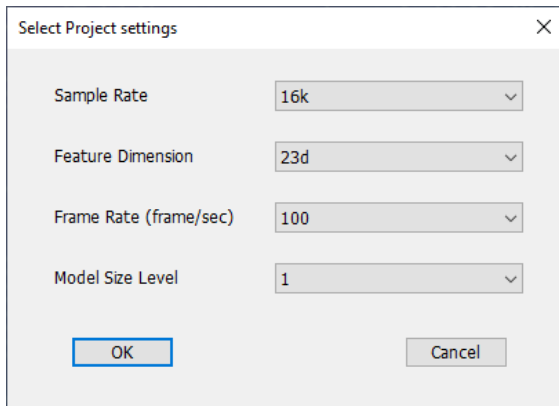 Select Project settings
Sample Rate 16k
Feature Dimension 23d
Frame Rate (frame/sec) 100
Model Size Level 1
OK Cancel